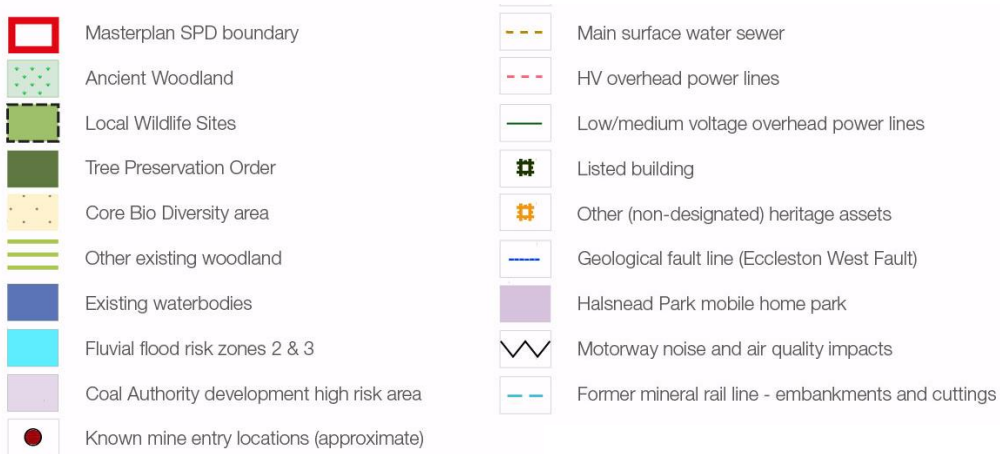 Masterplan SPD boundary
Ancient Woodland
Local Wildlife Sites
Tree Preservation Order
Core Bio Diversity area
Other existing woodland
Existing waterbodies
Fluvial flood risk zones 2 & 3
Coal Authority development high risk area
Known mine entry locations (approximate)
Main surface water sewer
HV overhead power lines
Low/medium voltage overhead power lines
Listed building
Other (non-designated) heritage assets
Geological fault line (Eccleston West Fault)
Halsnead Park mobile home park
Motorway noise and air quality impacts
Former mineral rail line - embankments and cuttings